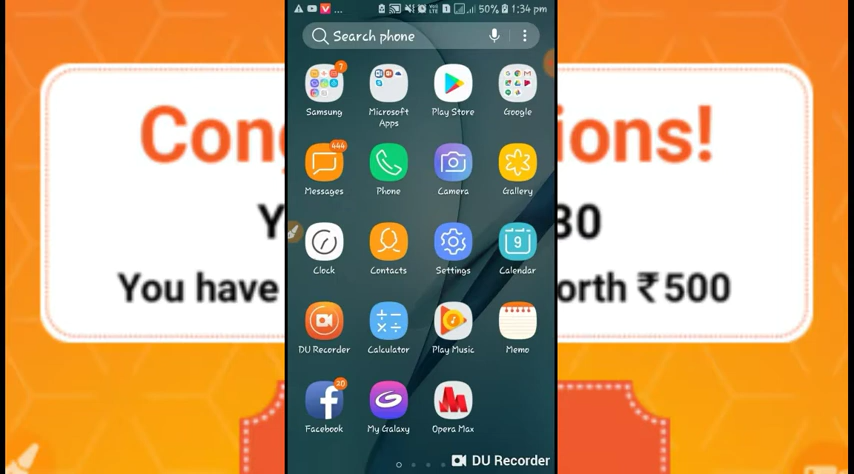 ... 50% 1:34 pm
Search phone
7
Samsung
Microsoft
Apps
Play Store
Google
444
Messages
Phone
Camera
Gallery
Clock
Contacts
9
Settings
Calendar
DU Recorder
Calculator
Play Music
Memo
20
Facebook
My Galaxy
Opera Max
DU Recorder
Cong
ions!
Y
30
You have
orth ₹500